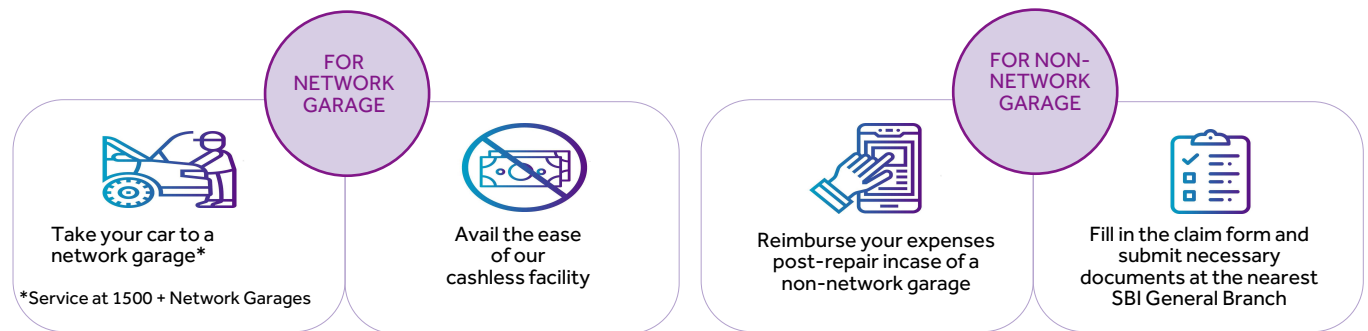 FOR
NETWORK
GARAGE
Take your car to a
network garage*
*Service at 1500 + Network Garages
Avail the ease
of our
cashless facility
FOR NON-
NETWORK
GARAGE
Reimburse your expenses
post-repair incase of a
non-network garage
Fill in the claim form and
submit necessary
documents at the nearest
SBI General Branch